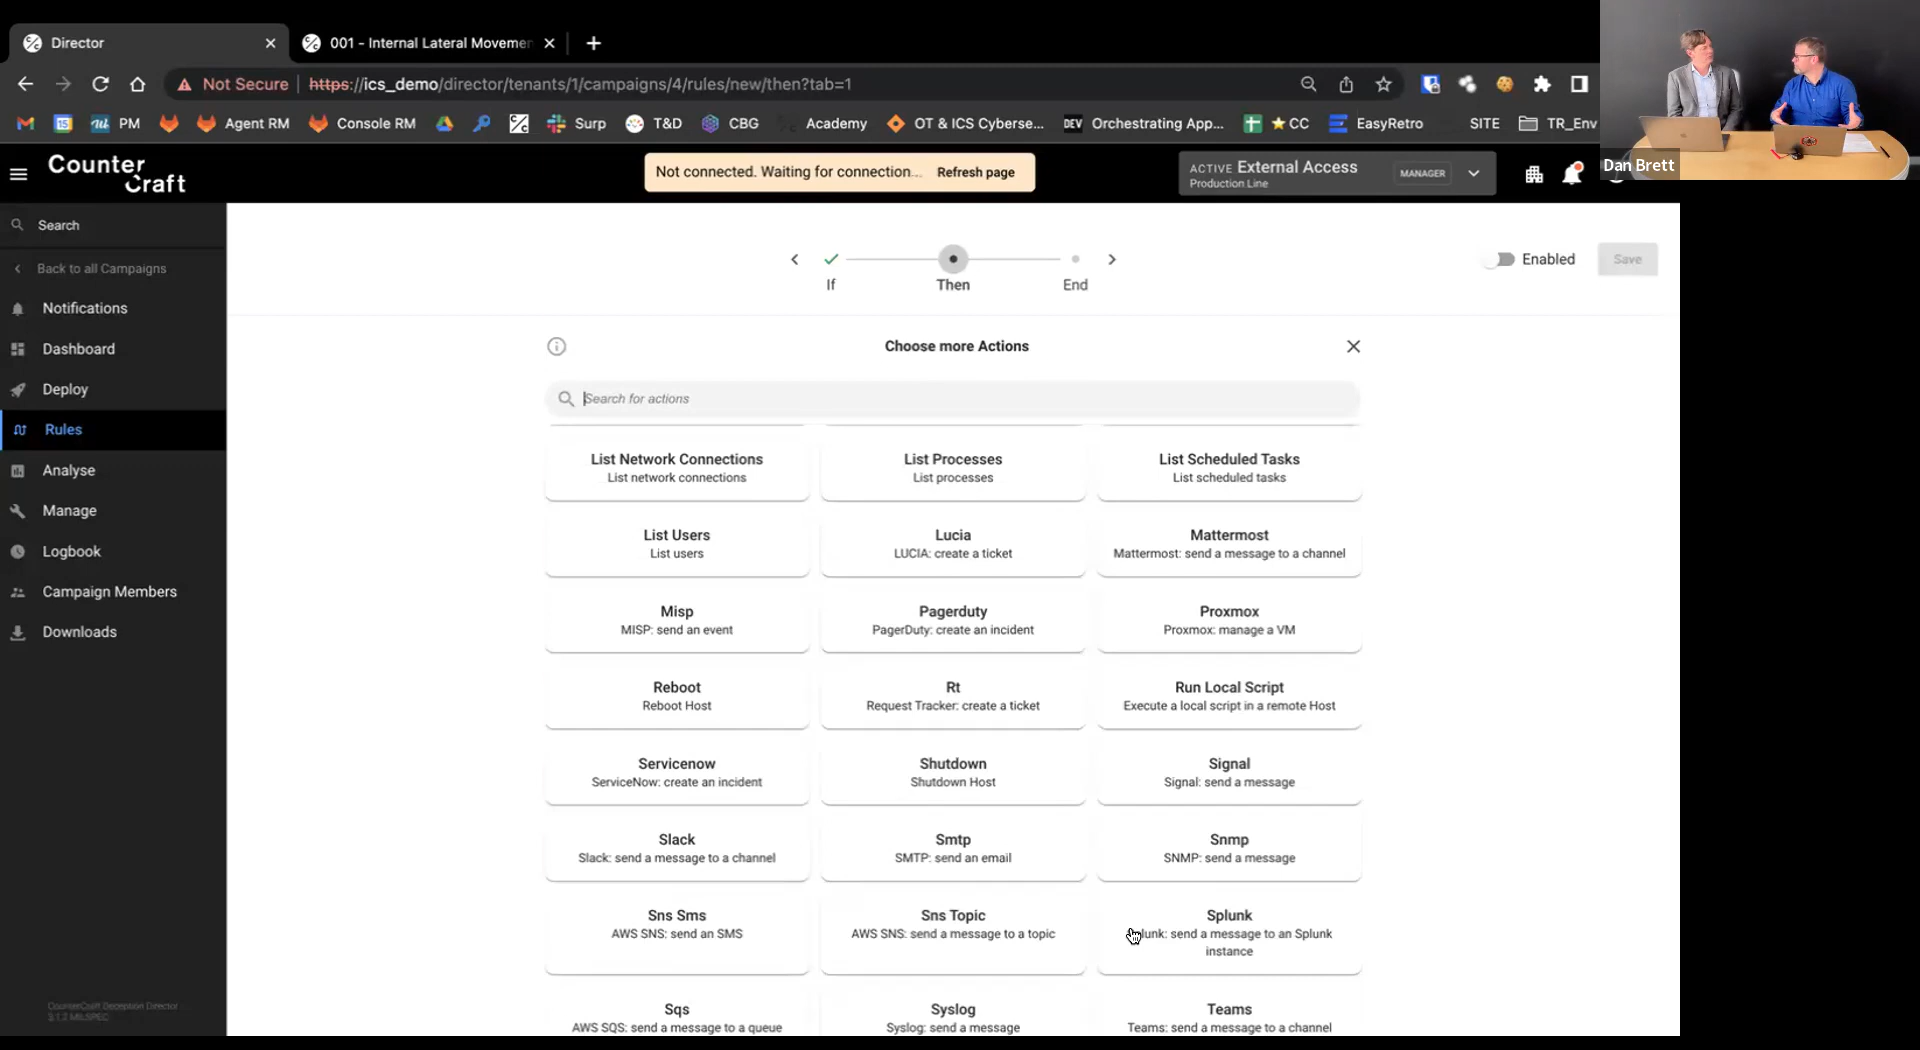 Director
001 - Internal Lateral Movemen
Not Secure
https://ics_demo/director/tenants/1/campaigns/4/rules/new/then?tab=1
15
PM
Agent RM
Console RM
Surp
T&D
CBG
Academy
OT & ICS Cyberse...
DEV
Orchestrating App...
CC
EasyRetro
SITE
TR_Env
Dan Brett
Counter
Craft
Not connected. Waiting for connection...
Refresh page
ACTIVE External Access
Production Line
MANAGER
Search
Back to all Campaigns
Notifications
Dashboard
Deploy
Rules
Analyse
Manage
Logbook
Campaign Members
Downloads
CounterCraft Deception Director
If
Then
End
Enabled
Save
Choose more Actions
Search for actions
List Network Connections
List network connections
List Processes
List processes
List Scheduled Tasks
List scheduled tasks
List Users
List users
Lucia
LUCIA: create a ticket
Mattermost
Mattermost: send a message to a channel
Misp
MISP: send an event
Pagerduty
PagerDuty: create an incident
Proxmox
Proxmox: manage a VM
Reboot
Reboot Host
Rt
Request Tracker: create a ticket
Run Local Script
Execute a local script in a remote Host
Servicenow
ServiceNow: create an incident
Shutdown
Shutdown Host
Signal
Signal: send a message
Slack
Slack: send a message to a channel
Smtp
SMTP: send an email
Snmp
SNMP: send a message
Sns Sms
AWS SNS: send an SMS
Sns Topic
AWS SNS: send a message to a topic
Splunk
lunk: send a message to an Splunk
instance
Sqs
AWS SQS: send a message to a queue
Syslog
Syslog: send a message
Teams
Teams: send a message to a channel